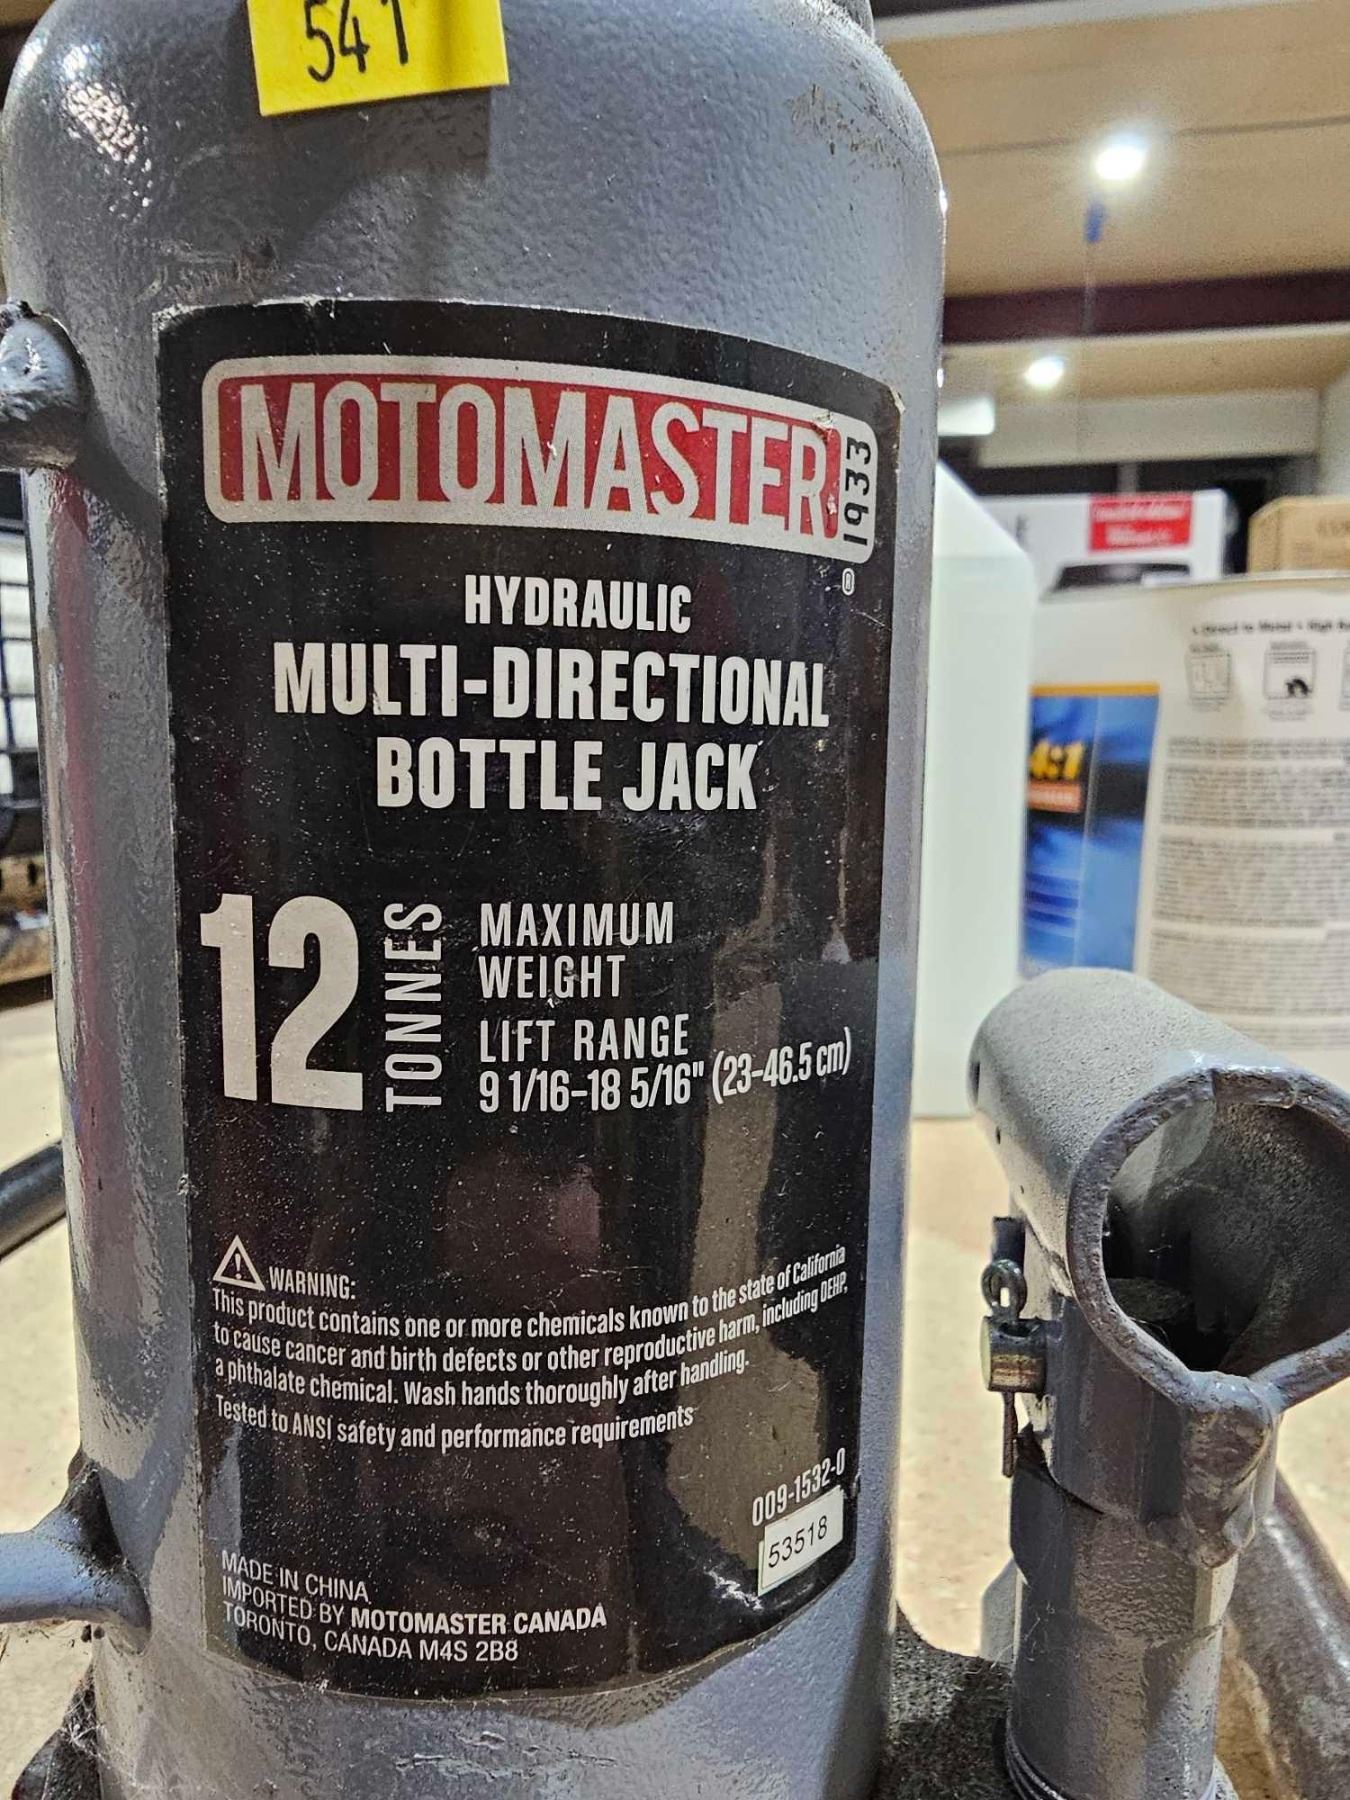 541
MOTOMASTER
1933
®
HYDRAULIC
MULTI-DIRECTIONAL
BOTTLE JACK
12
TONNES
MAXIMUM
WEIGHT
LIFT RANGE
9 1/16-18 5/16" (23-46.5 cm)
WARNING:
This product contains one or more chemicals known to the state of California
to cause cancer and birth defects or other reproductive harm, including DEHP,
a phthalate chemical. Wash hands thoroughly after handling.
Tested to ANSI safety and performance requirements
009-1532-0
53518
MADE IN CHINA
IMPORTED BY MOTOMASTER CANADA
TORONTO, CANADA M4S 2B8
4:1